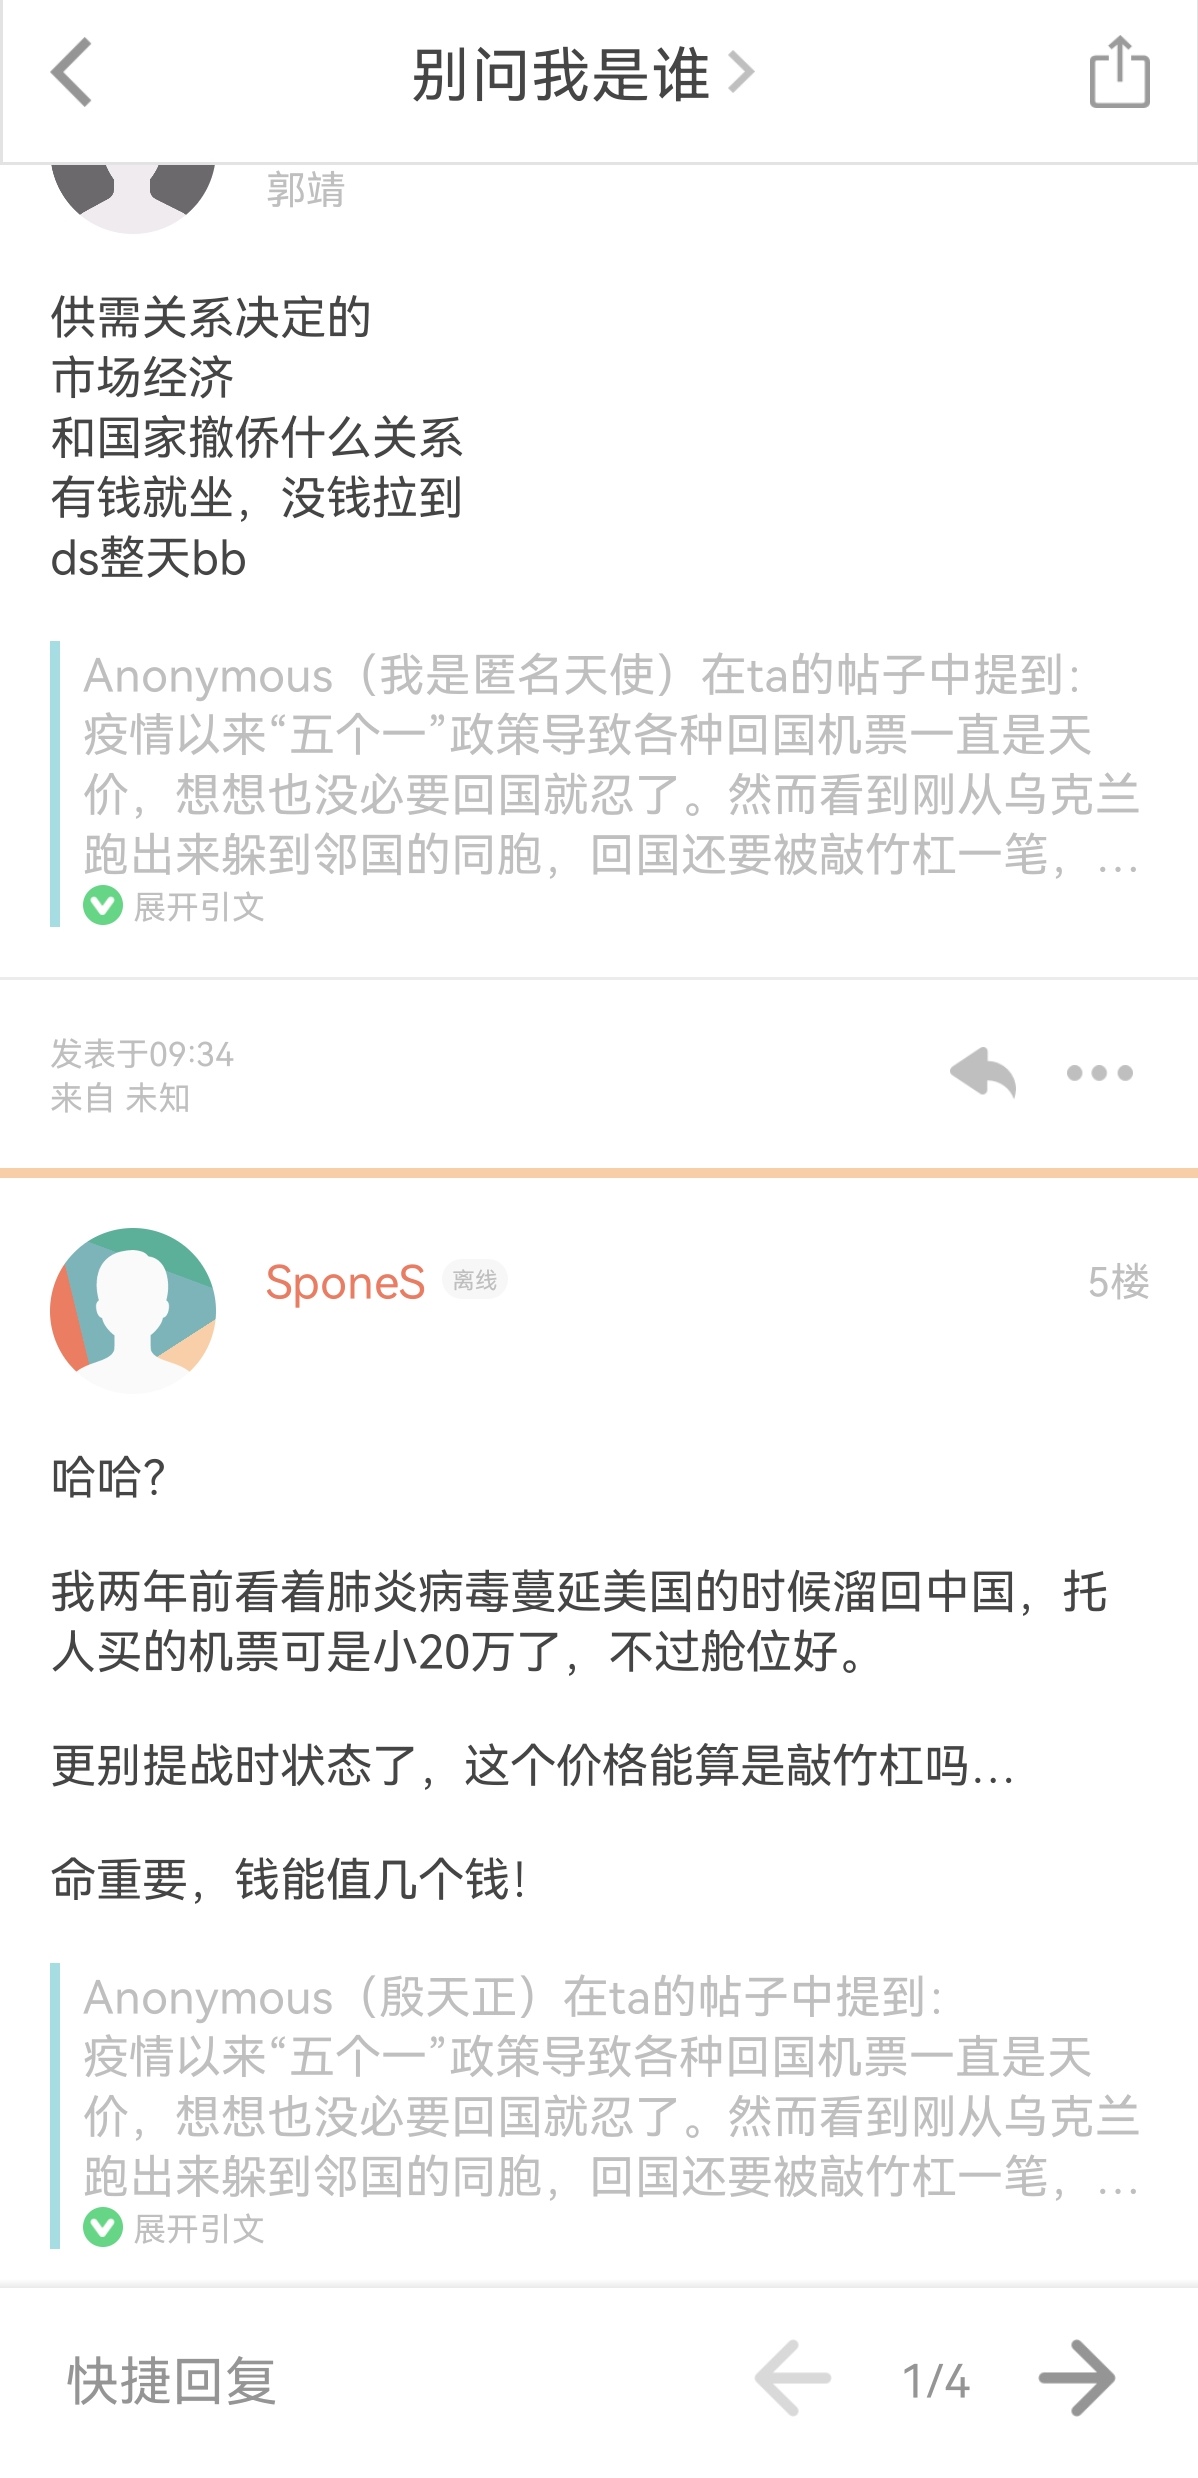 别问我是谁
郭靖
供需关系决定的
市场经济
和国家撤侨什么关系
有钱就坐，没钱拉到
ds整天bb
Anonymous（我是匿名天使）在ta的帖子中提到：
疫情以来“五个一”政策导致各种回国机票一直是天
价，想想也没必要回国就忍了。然而看到刚从乌克兰
跑出来躲到邻国的同胞，回国还要被敲竹杠一笔，...
展开引文
发表于09:34
来自 未知
SponeS 离线
5楼
哈哈？
我两年前看着肺炎病毒蔓延美国的时候溜回中国，托
人买的机票可是小20万了，不过舱位好。
更别提战时状态了，这个价格能算是敲竹杠吗...
命重要，钱能值几个钱！
Anonymous（殷天正）在ta的帖子中提到：
疫情以来“五个一”政策导致各种回国机票一直是天
价，想想也没必要回国就忍了。然而看到刚从乌克兰
跑出来躲到邻国的同胞，回国还要被敲竹杠一笔，...
展开引文
快捷回复
1/4